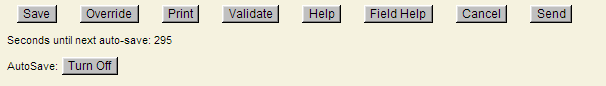 Save Override Print Validate Help Field Help Cancel Send
Seconds until next auto-save: 295
AutoSave: Turn Off